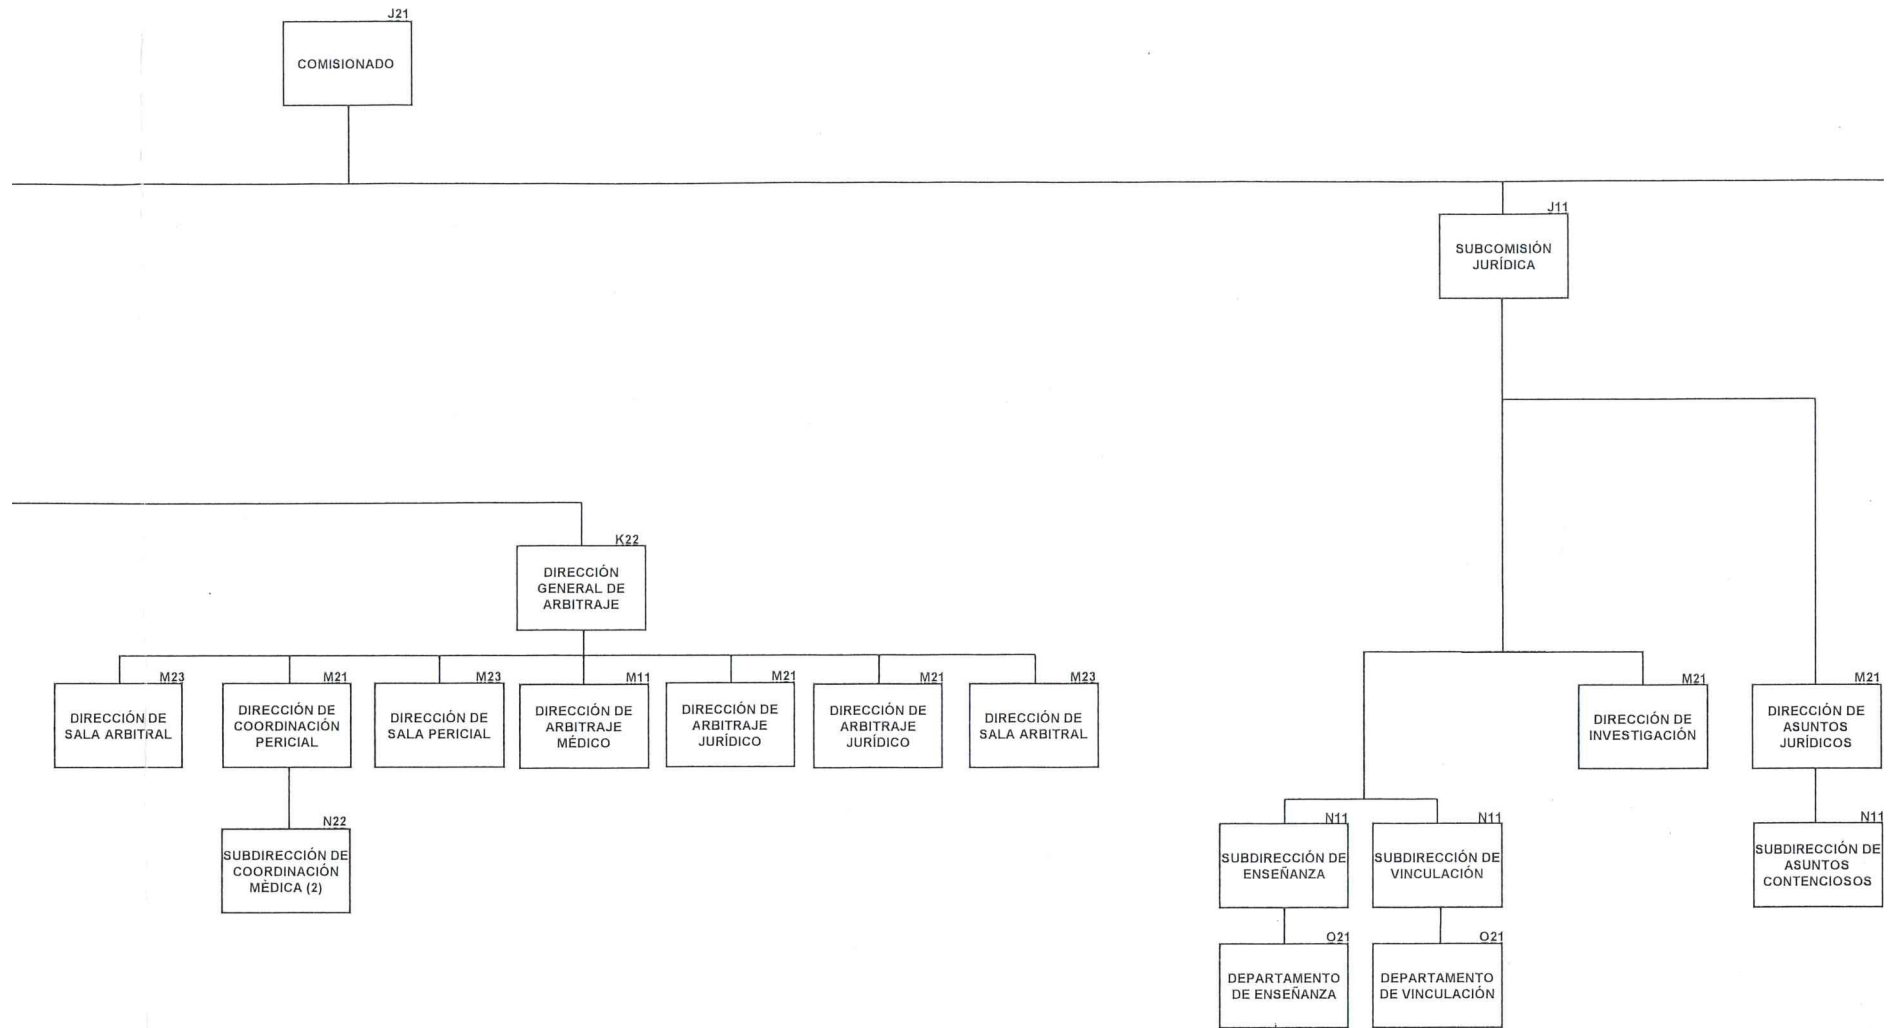 J21
COMISIONADO
J11
SUBCOMISIÓN
JURÍDICA
K22
DIRECCIÓN
GENERAL DE
ARBITRAJE
M23
DIRECCIÓN DE
SALA ARBITRAL
M21
DIRECCIÓN DE
COORDINACIÓN
PERICIAL
M23
DIRECCIÓN DE
SALA PERICIAL
M11
DIRECCIÓN DE
ARBITRAJE
MÉDICO
M21
DIRECCIÓN DE
ARBITRAJE
JURÍDICO
M21
DIRECCIÓN DE
ARBITRAJE
JURÍDICO
M23
DIRECCIÓN DE
SALA ARBITRAL
M21
DIRECCIÓN DE
INVESTIGACIÓN
M21
DIRECCIÓN DE
ASUNTOS
JURÍDICOS
N22
SUBDIRECCIÓN DE
COORDINACIÓN
MÈDICA (2)
N11
SUBDIRECCIÓN DE
ENSEÑANZA
N11
SUBDIRECCIÓN DE
VINCULACIÓN
N11
SUBDIRECCIÓN DE
ASUNTOS
CONTENCIOSOS
O21
DEPARTAMENTO
DE ENSEÑANZA
O21
DEPARTAMENTO
DE VINCULACIÓN